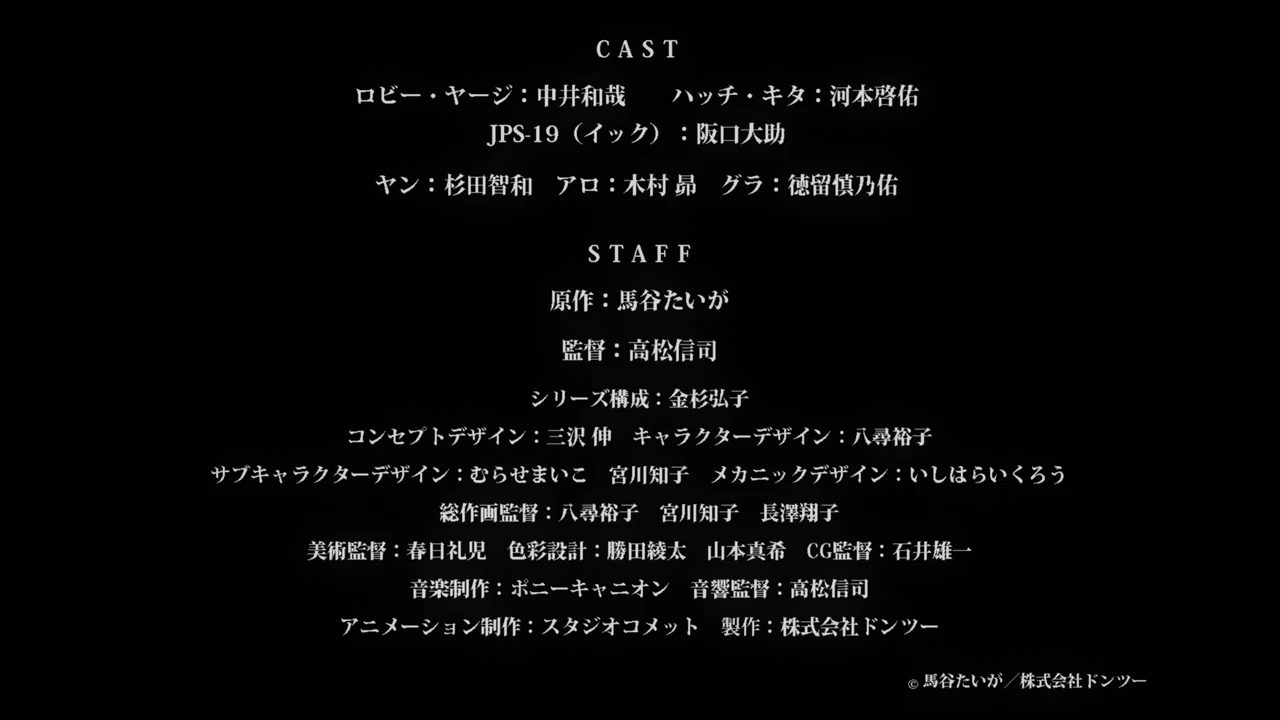 CAST
ロビー・ヤージ：中井和哉　ハッチ・キタ：河本啓佑
JPS-19（イック）：阪口大助
ヤン：杉田智和　アロ：木村 昴　グラ：徳留慎乃佑
STAFF
原作：馬谷たいが
監督：高松信司
シリーズ構成：金杉弘子
コンセプトデザイン：三沢 伸　キャラクターデザイン：八尋裕子
サブキャラクターデザイン：むらせまいこ　宮川知子　メカニックデザイン：いしはらいくろう
総作画監督：八尋裕子　宮川知子　長澤翔子
美術監督：春日礼児　色彩設計：勝田綾太　山本真希　CG監督：石井雄一
音楽制作：ポニーキャニオン　音響監督：高松信司
アニメーション制作：スタジオコメット　製作：株式会社ドンツー
© 馬谷たいが／株式会社ドンツー